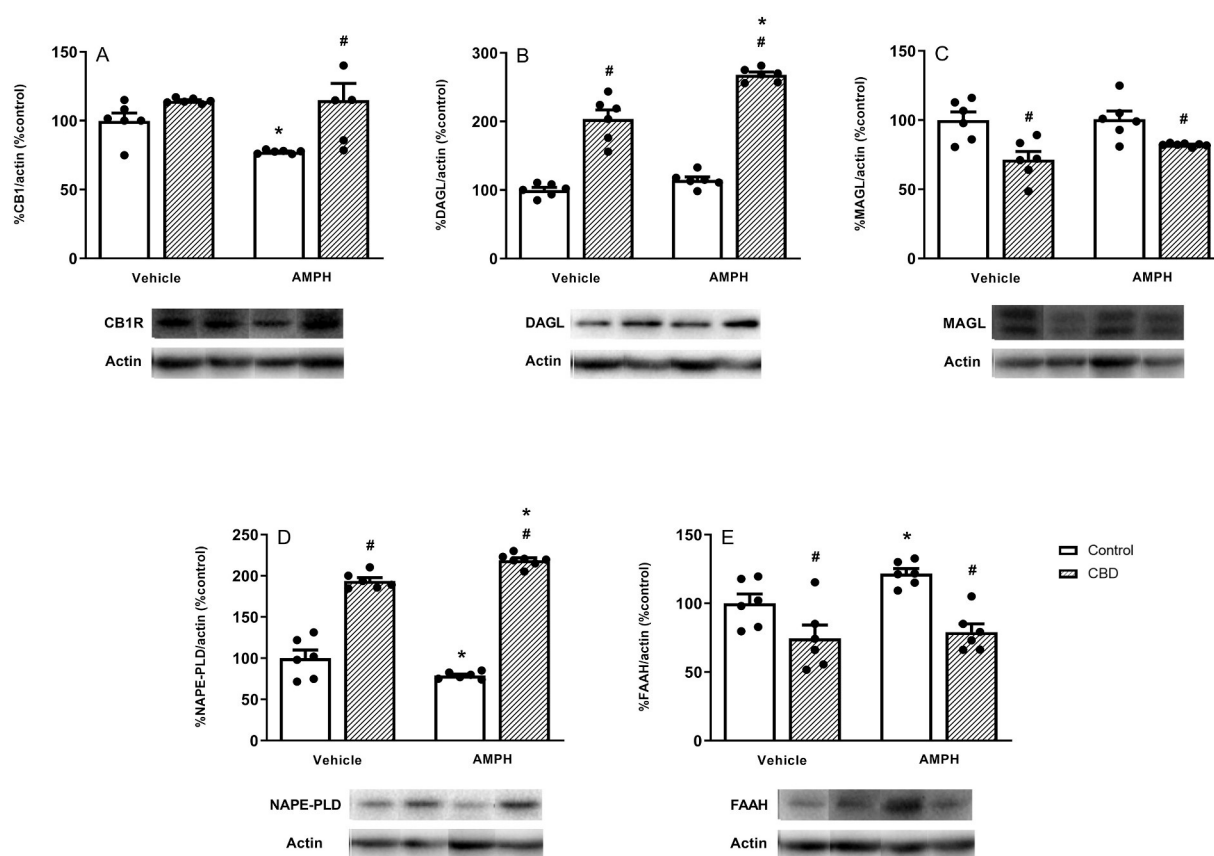 A
%CB1/actin (%control)
150
#
100
*
50
0
Vehicle
AMPH
CB1R
Actin
B
%DAGL/actin (%control)
300
*
#
#
200
100
0
Vehicle
AMPH
DAGL
Actin
C
%MAGL/actin (%control)
150
#
#
100
50
0
Vehicle
AMPH
MAGL
Actin
D
%NAPE-PLD/actin (%control)
250
*
#
#
200
150
100
*
50
0
Vehicle
AMPH
NAPE-PLD
Actin
E
%FAAH/actin (%control)
150
*
#
#
100
50
0
Vehicle
AMPH
FAAH
Actin
Control
CBD